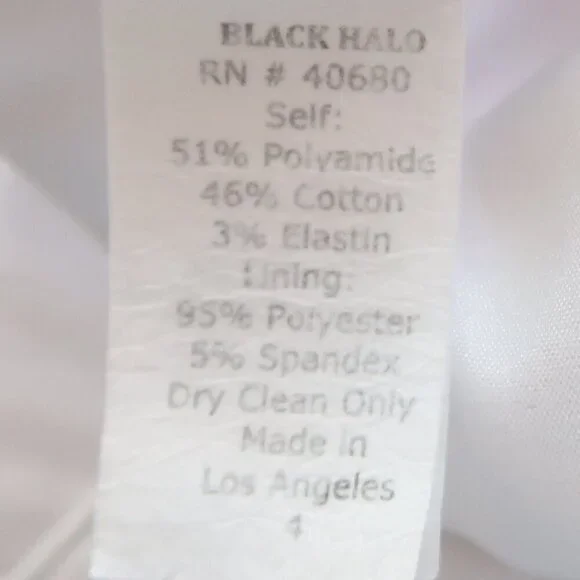 BLACK HALO
RN # 40680
Self:
51% Polyamide
46% Cotton
3% Elastin
Lining:
95% Polyester
5% Spandex
Dry Clean Only
Made in
Los Angeles
4